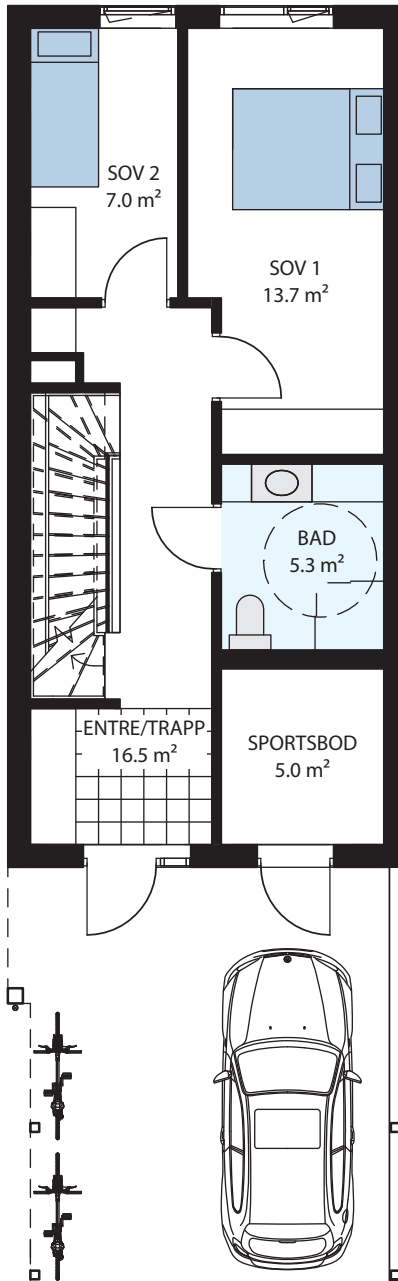 SOV 2
7.0 m²
SOV 1
13.7 m²
BAD
5.3 m²
ENTRE/TRAPP
16.5 m²
SPORTSBOD
5.0 m²